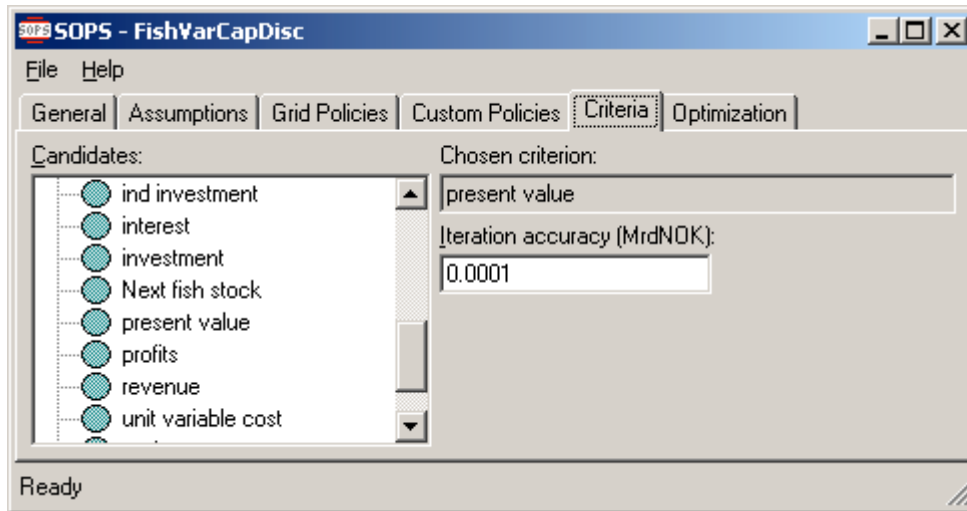 SOPS SOPS - FishVarCapDisc
File Help
General Assumptions Grid Policies Custom Policies Criteria Optimization
Candidates:
ind investment
interest
investment
Next fish stock
present value
profits
revenue
unit variable cost
Chosen criterion:
present value
Iteration accuracy (MrdNOK):
0.0001
Ready